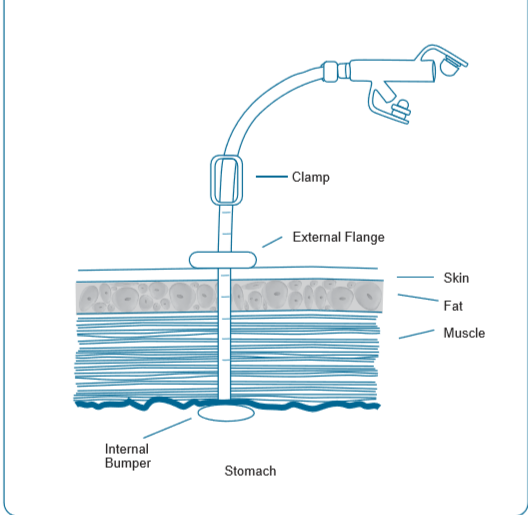 Clamp
External Flange
Skin
Fat
Muscle
Internal
Bumper
Stomach